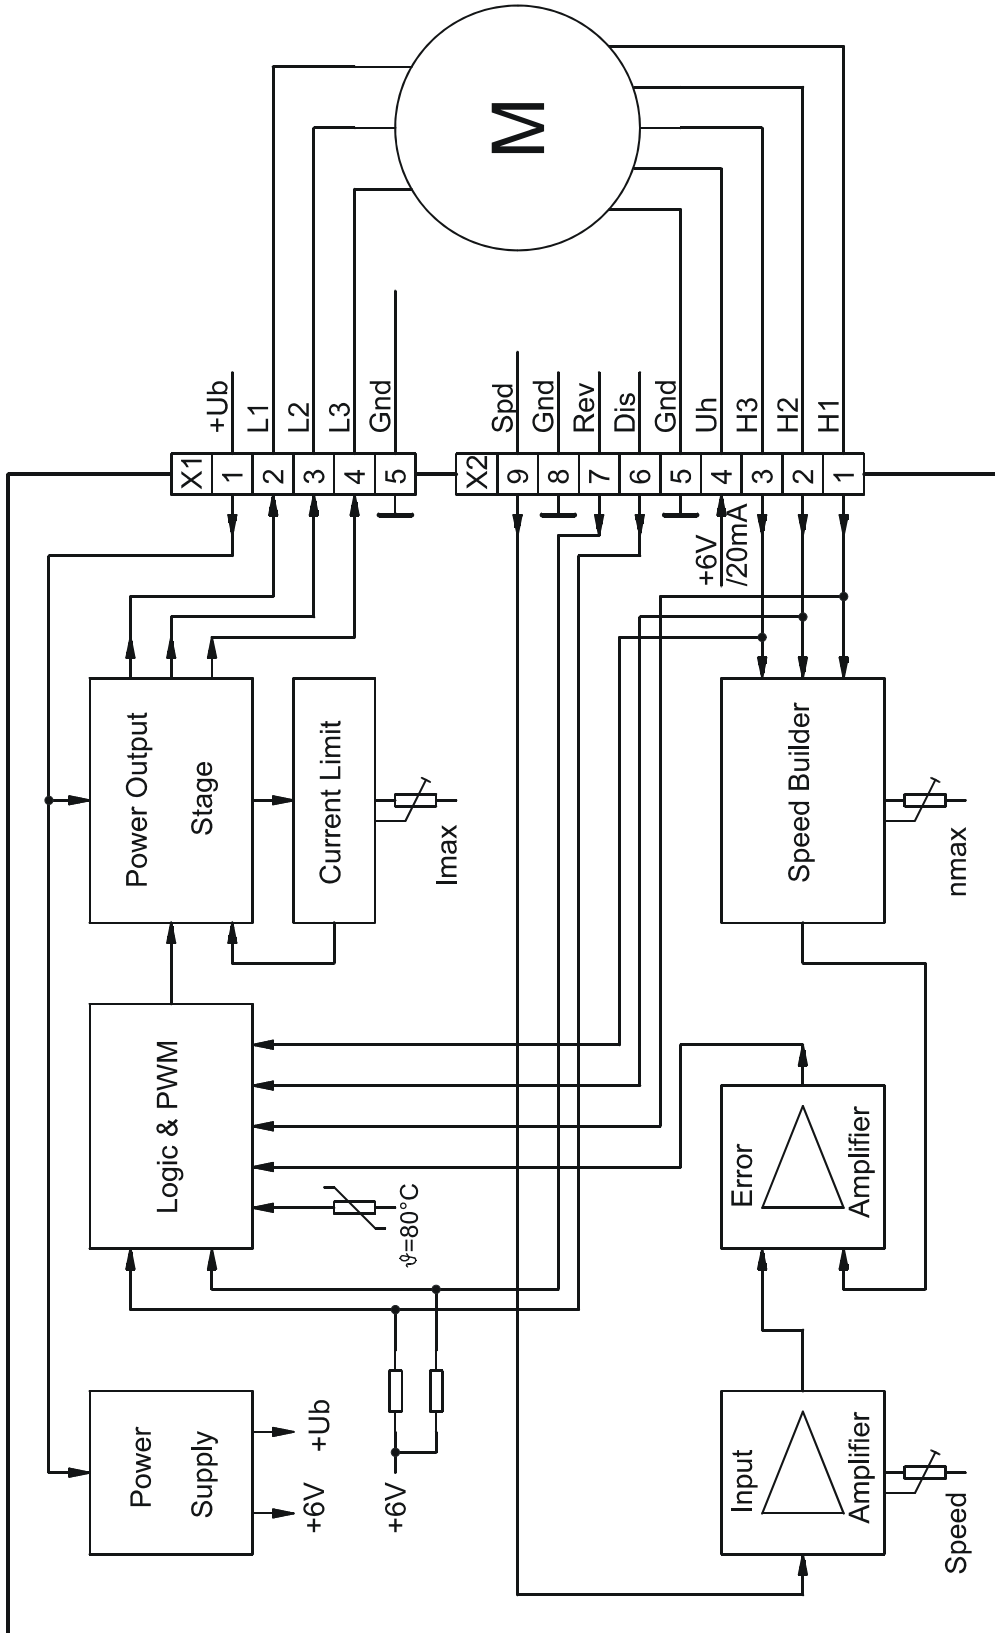 M
+Ub
L1
L2
L3
Gnd
Spd
Gnd
Rev
Dis
Gnd
Uh
H3
H2
H1
X1
1
2
3
4
5
X2
9
8
7
6
5
4
3
2
1
+6V
/20mA
Power Output
Stage
Current Limit
Imax
Speed Builder
nmax
Logic & PWM
ϑ=80°C
Error
Amplifier
Power
Supply
+Ub
+6V
+6V
Input
Amplifier
Speed